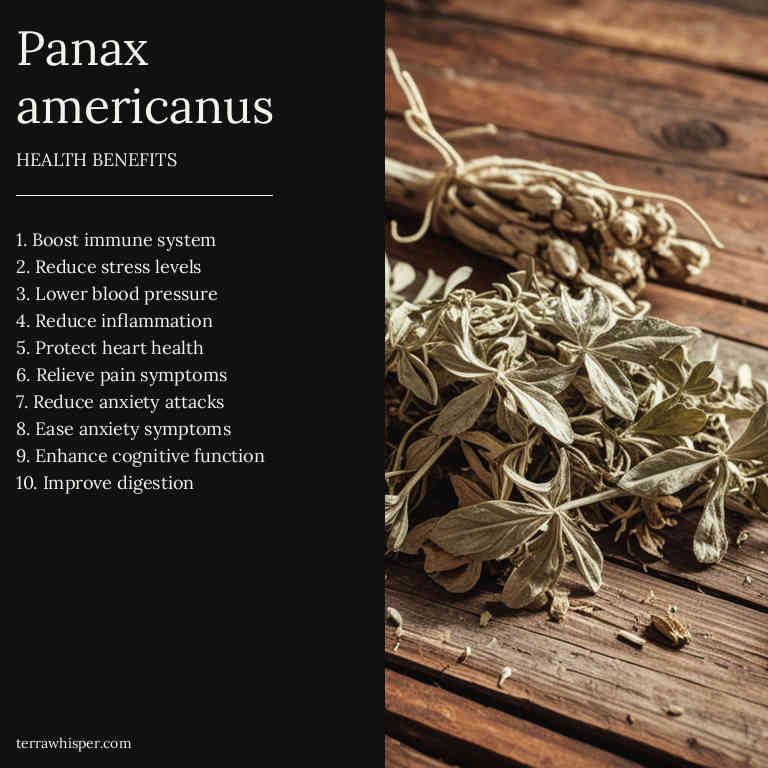 Panax
americanus
HEALTH BENEFITS
1. Boost immune system
2. Reduce stress levels
3. Lower blood pressure
4. Reduce inflammation
5. Protect heart health
6. Relieve pain symptoms
7. Reduce anxiety attacks
8. Ease anxiety symptoms
9. Enhance cognitive function
10. Improve digestion
terrawhisper.com